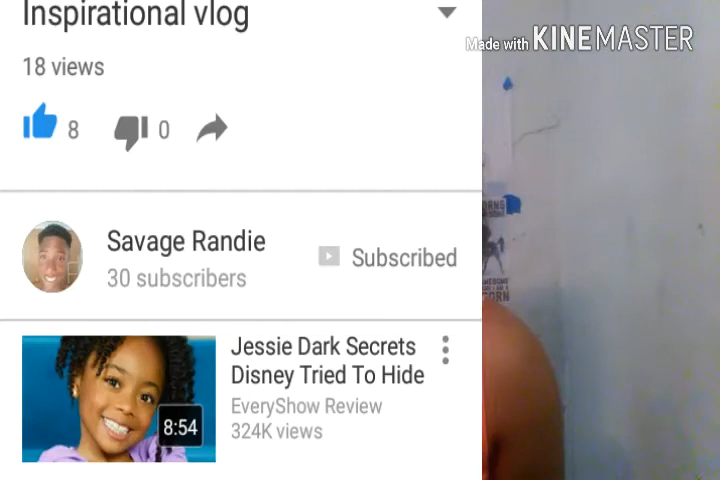 Inspirational vlog
Made with KINEMASTER
18 views
8
0
Savage Randie
30 subscribers
Subscribed
Jessie Dark Secrets
Disney Tried To Hide
EveryShow Review
324K views
8:54